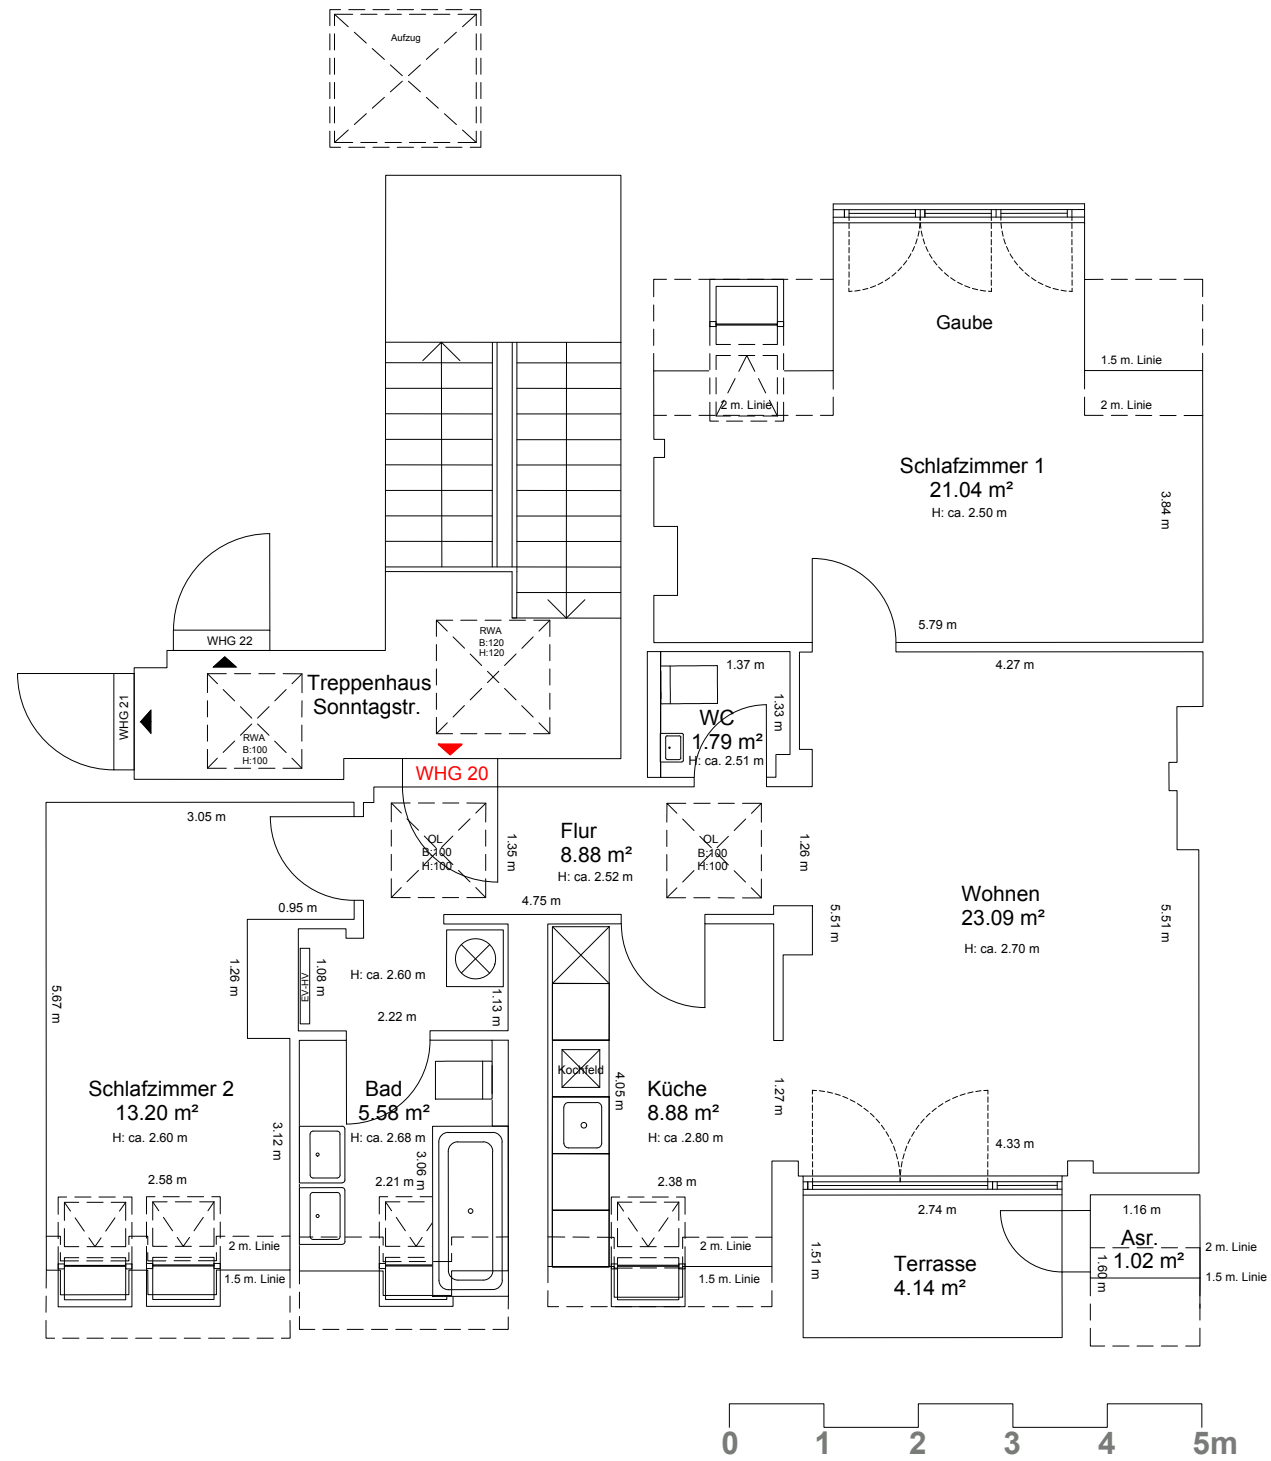 Aufzug
Gaube
1.5 m. Linie
2 m. Linie
2 m. Linie
Schlafzimmer 1
21.04 m²
H: ca. 2.50 m
3.84 m
5.79 m
WHG 22
WHG 21
RWA
B:120
H:120
Treppenhaus
Sonntagstr.
RWA
B:100
H:100
WHG 20
1.37 m
1.33 m
WC
1.79 m²
H: ca. 2.51 m
4.27 m
3.05 m
OL
B:100
H:100
1.35 m
Flur
8.88 m²
H: ca. 2.52 m
4.75 m
OL
B:100
H:100
1.26 m
Wohnen
23.09 m²
H: ca. 2.70 m
5.51 m
5.51 m
0.95 m
1.26 m
5.67 m
EV-HV
1.08 m
H: ca. 2.60 m
2.22 m
1.13 m
Schlafzimmer 2
13.20 m²
H: ca. 2.60 m
3.12 m
2.58 m
2 m. Linie
1.5 m. Linie
Bad
5.58 m²
H: ca. 2.68 m
3.06 m
2.21 m
Kochfeld
4.05 m
Küche
8.88 m²
H: ca .2.80 m
2.38 m
1.27 m
2 m. Linie
1.5 m. Linie
4.33 m
2.74 m
1.51 m
Terrasse
4.14 m²
1.16 m
Asr.
1.02 m²
1.60 m
2 m. Linie
1.5 m. Linie
0 1 2 3 4 5m